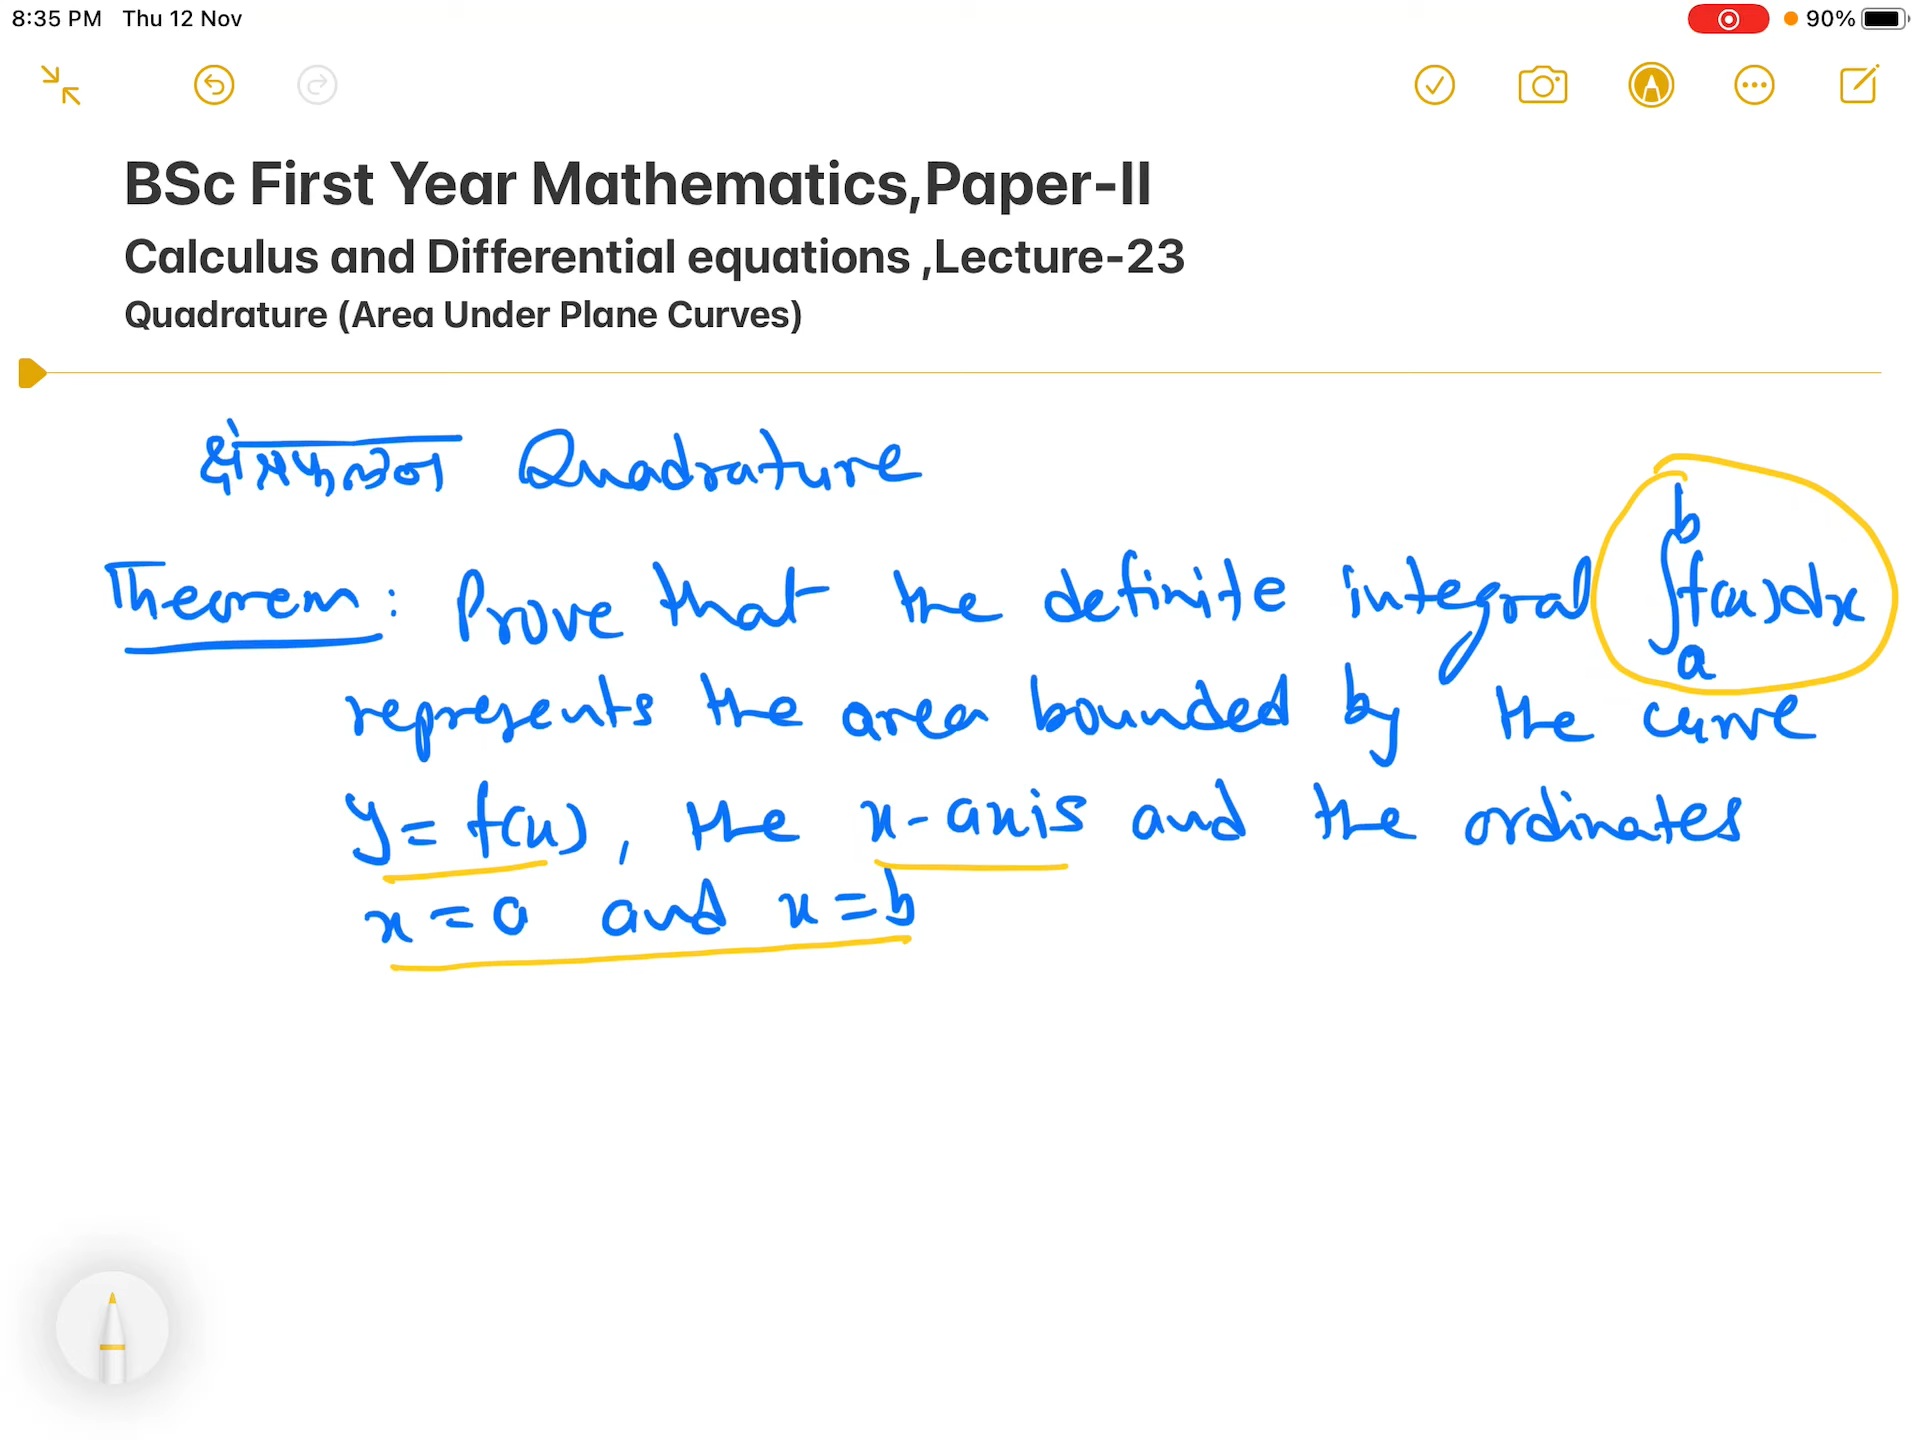 8:35 PM Thu 12 Nov 90%
BSc First Year Mathematics,Paper-II
Calculus and Differential equations ,Lecture-23
Quadrature (Area Under Plane Curves)
क्षेत्रफलन Quadrature
Theorem: Prove that the definite integral ∫_a^b f(x)dx
represents the area bounded by the curve
y = f(x), the x-axis and the ordinates
x = a and x = b